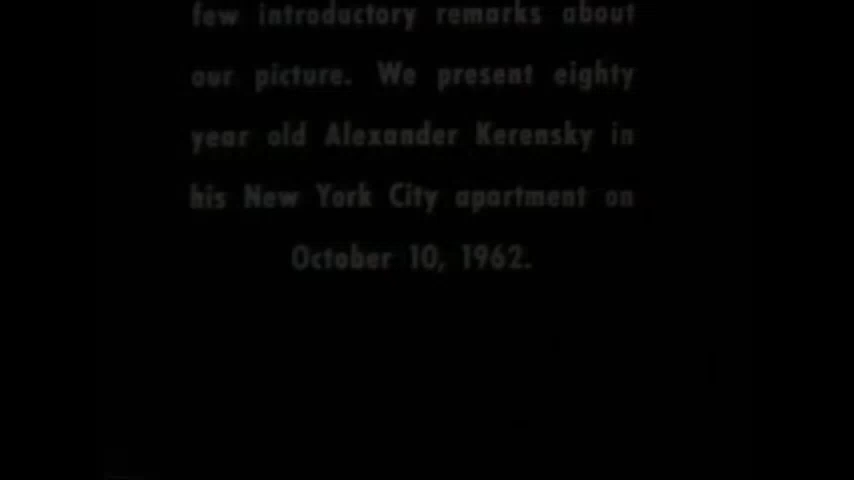 few introductory remarks about
our picture. We present eighty
year old Alexander Kerensky in
his New York City apartment on
October 10, 1962.